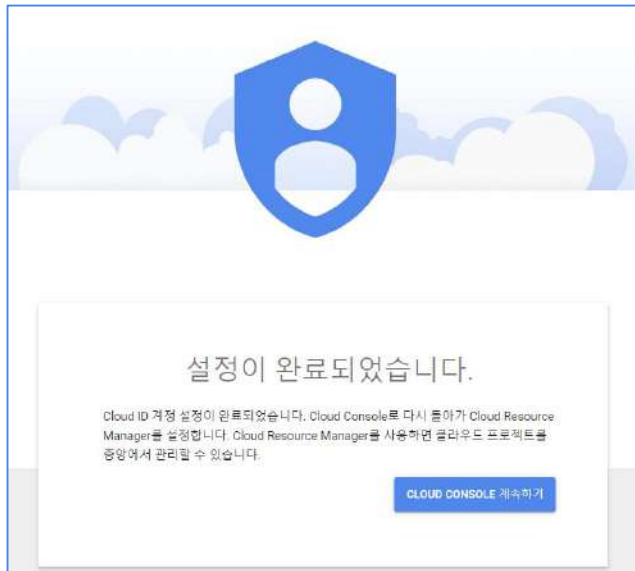 설정이 완료되었습니다.
Cloud ID 계정 설정이 완료되었습니다. Cloud Console로 다시 돌아가 Cloud Resource
Manager를 설정합니다. Cloud Resource Manager를 사용하면 클라우드 프로젝트를
중앙에서 관리할 수 있습니다.
CLOUD CONSOLE 계속하기